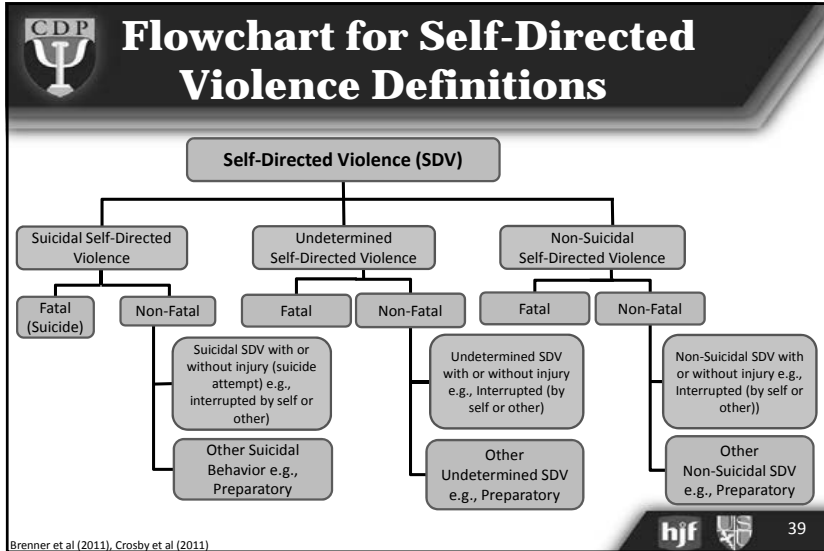 CDP
Flowchart for Self-Directed
Violence Definitions
Self-Directed Violence (SDV)
Suicidal Self-Directed
Violence
Undetermined
Self-Directed Violence
Non-Suicidal
Self-Directed Violence
Fatal
(Suicide)
Non-Fatal
Fatal
Non-Fatal
Fatal
Non-Fatal
Suicidal SDV with or
without injury (suicide
attempt) e.g.,
interrupted by self or
other)
Undetermined SDV
with or without injury
e.g., Interrupted (by
self or other)
Non-Suicidal SDV with
or without injury e.g.,
Interrupted (by self or
other))
Other Suicidal
Behavior e.g.,
Preparatory
Other
Undetermined SDV
e.g., Preparatory
Other
Non-Suicidal SDV
e.g., Preparatory
Brenner et al (2011), Crosby et al (2011)
hjf
39